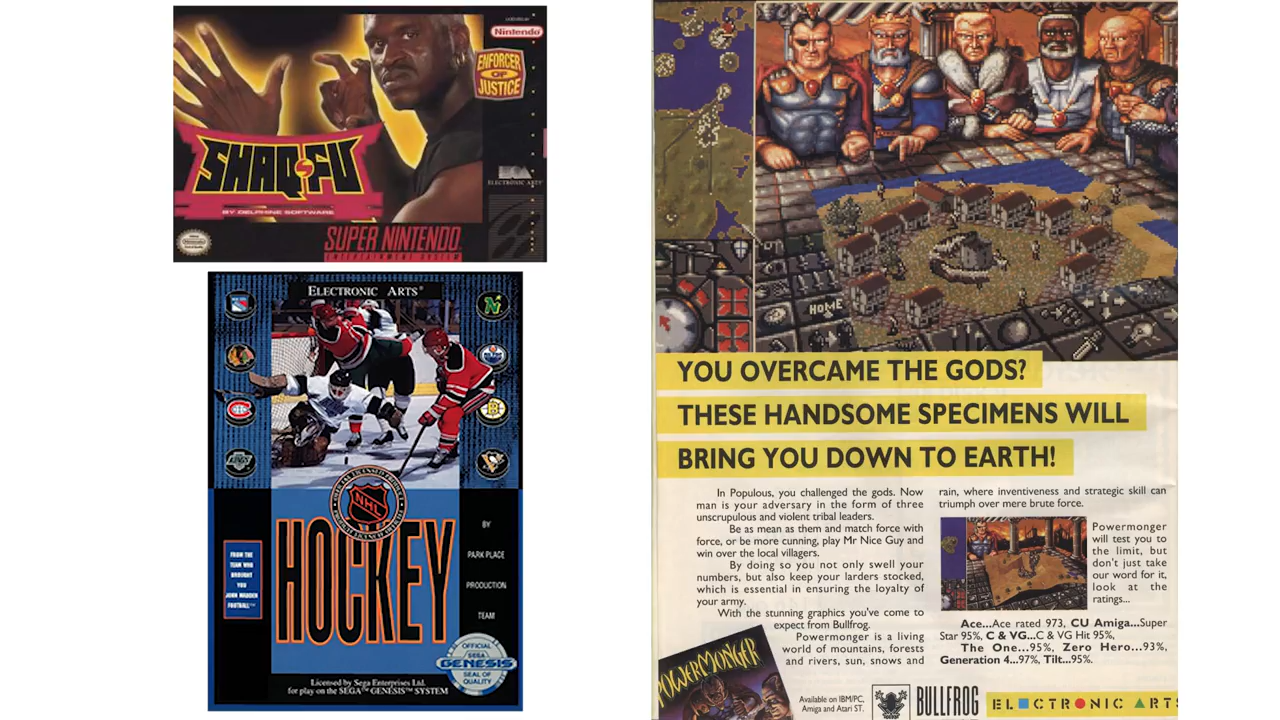 LICENSED BY
Nintendo
ENFORCER
OF
JUSTICE
SHAQ-FU
BY DELPHINE SOFTWARE
ELECTRONIC ARTS
SUPER NINTENDO
ENTERTAINMENT SYSTEM
ELECTRONIC ARTS®
NHL
HOCKEY
FROM THE
TEAM WHO
BROUGHT
YOU
JOHN MADDEN
FOOTBALL™
BY
PARK PLACE
PRODUCTION
TEAM
OFFICIAL
SEGA
GENESIS
SEAL OF
QUALITY
Licensed by Sega Enterprises Ltd.
for play on the SEGA™ GENESIS™ SYSTEM
HOME
YOU OVERCAME THE GODS?
THESE HANDSOME SPECIMENS WILL
BRING YOU DOWN TO EARTH!
In Populous, you challenged the gods. Now
man is your adversary in the form of three
unscrupulous and violent tribal leaders.
Be as mean as them and match force with
force, or be more cunning, play Mr Nice Guy and
win over the local villagers.
By doing so you not only swell your
numbers, but also keep your larders stocked,
which is essential in ensuring the loyalty of
your army.
With the stunning graphics you've come to
expect from Bullfrog.
Powermonger is a living
world of mountains, forests
and rivers, sun, snows and
rain, where inventiveness and strategic skill can
triumph over mere brute force.
Powermonger
will test you to
the limit, but
don't just take
our word for it,
look at the
ratings...
Ace...Ace rated 973, CU Amiga...Super
Star 95%, C & VG...C & VG Hit 95%,
The One...95%, Zero Hero...93%,
Generation 4...97%, Tilt...95%.
POWERMONGER
Available on IBM/PC,
Amiga and Atari ST.
BULLFROG
ELECTRONIC ARTS